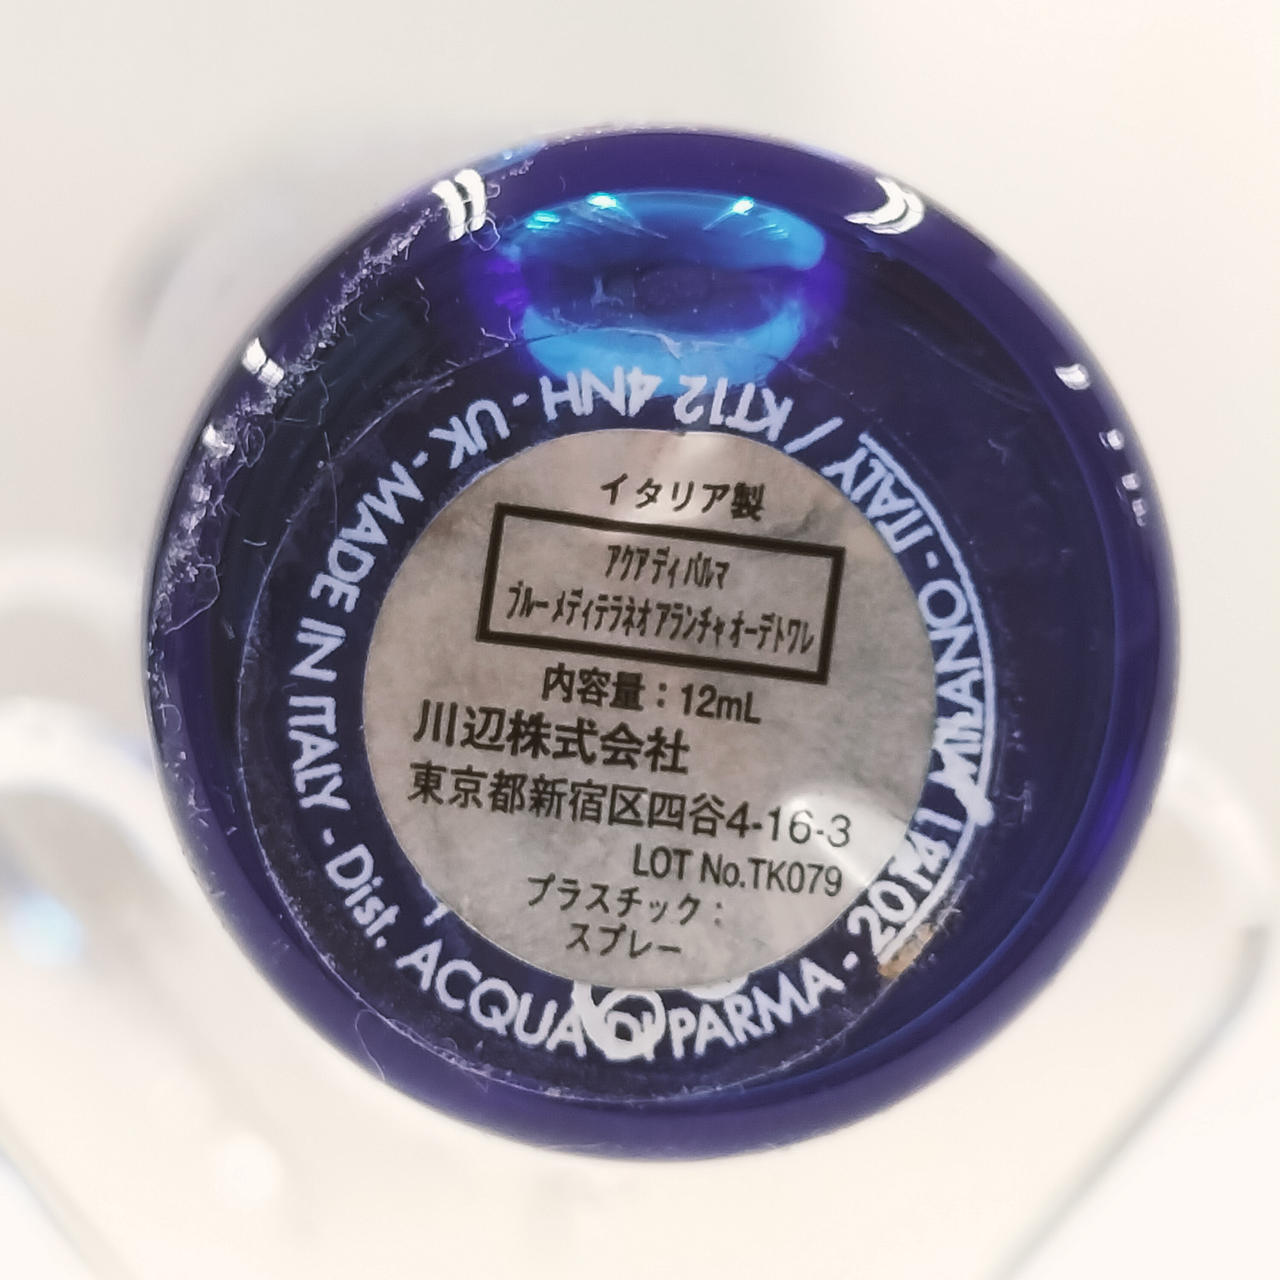 イタリア製
アクア ディ パルマ
ブルー メディテラネオ アランチャ オーデトワレ
内容量：12mL
川辺株式会社
東京都新宿区四谷4-16-3
LOT No.TK079
プラスチック：
スプレー
MADE IN ITALY - Dist. ACQUA DI PARMA - 20141 MILANO - ITALY / KT12 4NH - UK -